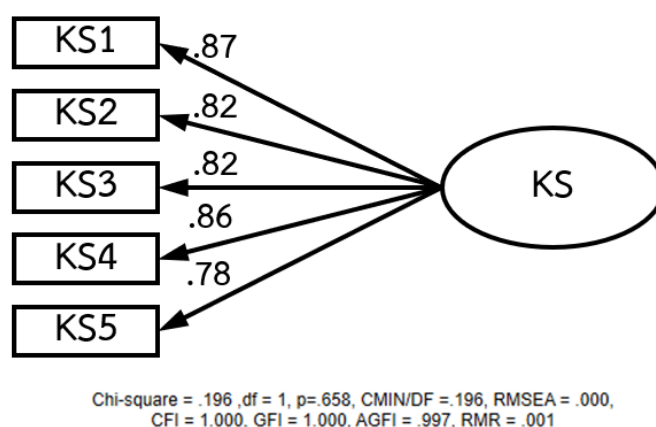 KS1
.87
KS2
.82
KS3
.82
KS
.86
KS4
.78
KS5
Chi-square = .196 ,df = 1, p=.658, CMIN/DF =.196, RMSEA = .000,
CFI = 1.000. GFI = 1.000. AGFI = .997. RMR = .001